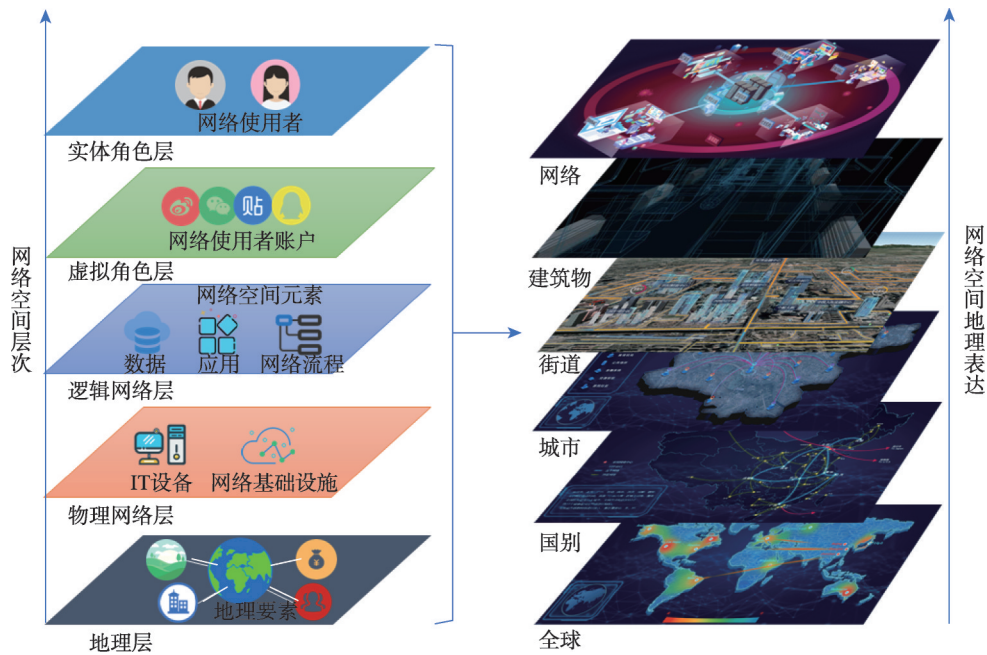 网络空间层次
网络使用者
实体角色层
贴
网络使用者账户
虚拟角色层
网络空间元素
数据
应用
网络流程
逻辑网络层
IT设备
网络基础设施
物理网络层
地理要素
地理层
网络
建筑物
街道
城市
国别
全球
网络空间地理表达